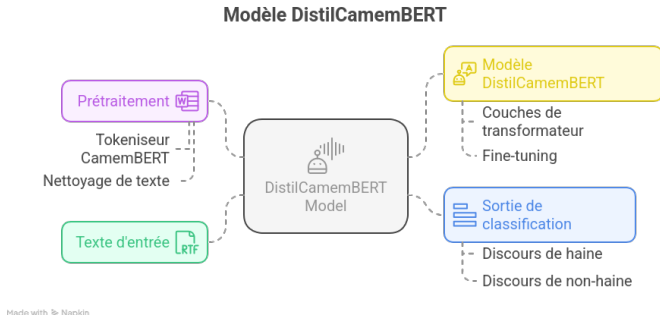 Modèle DistilCamemBERT
Prétraitement
W
Tokeniseur
CamemBERT
Nettoyage de texte
Texte d'entrée
RTF
DistilCamemBERT
Model
A
Modèle
DistilCamemBERT
Couches de
transformateur
Fine-tuning
Sortie de
classification
Discours de haine
Discours de non-haine
Made with Napkin